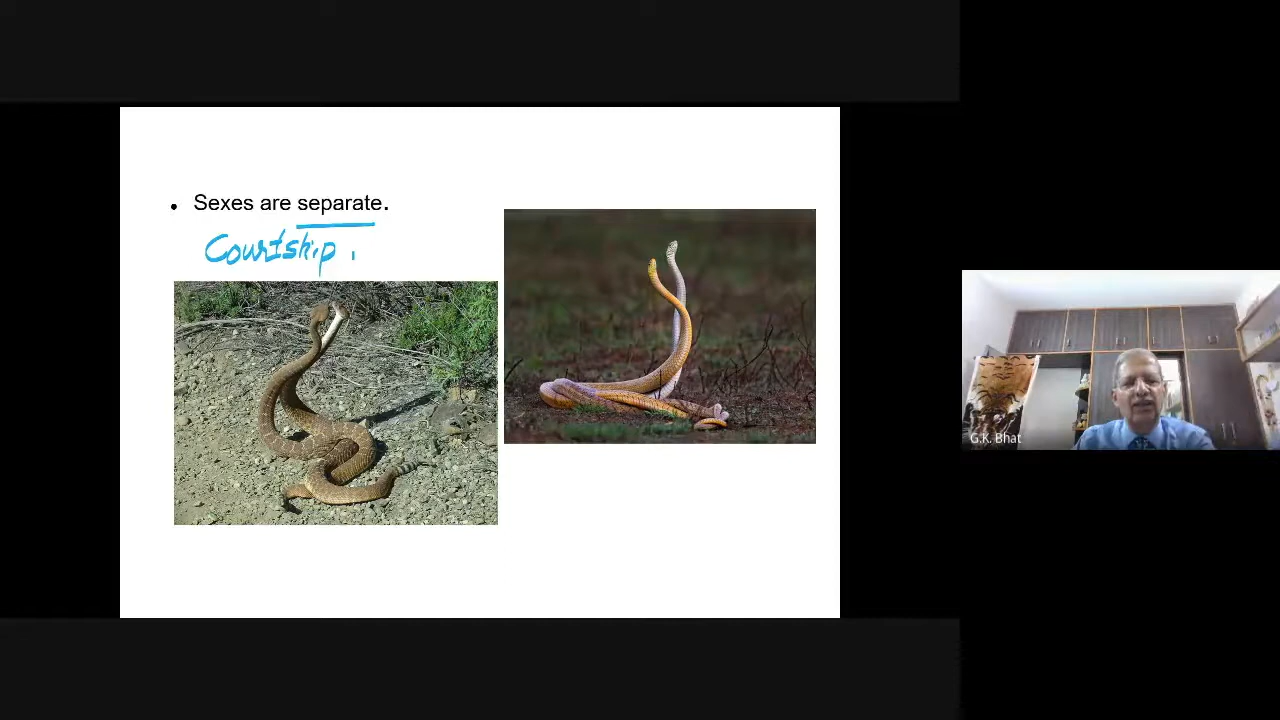 • Sexes are separate.
Courtship .
G.K. Bhat